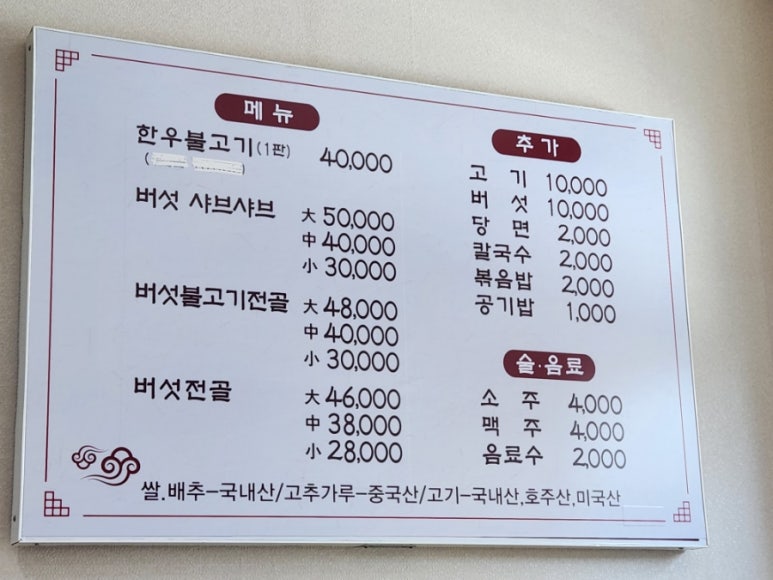 메뉴
한우불고기(1판) 40,000
버섯 샤브샤브 大 50,000
中 40,000
小 30,000
버섯불고기전골 大 48,000
中 40,000
小 30,000
버섯전골 大 46,000
中 38,000
小 28,000
추가
고 기 10,000
버 섯 10,000
당 면 2,000
칼국수 2,000
볶음밥 2,000
공기밥 1,000
술·음료
소 주 4,000
맥 주 4,000
음료수 2,000
쌀.배추-국내산/고추가루-중국산/고기-국내산,호주산,미국산